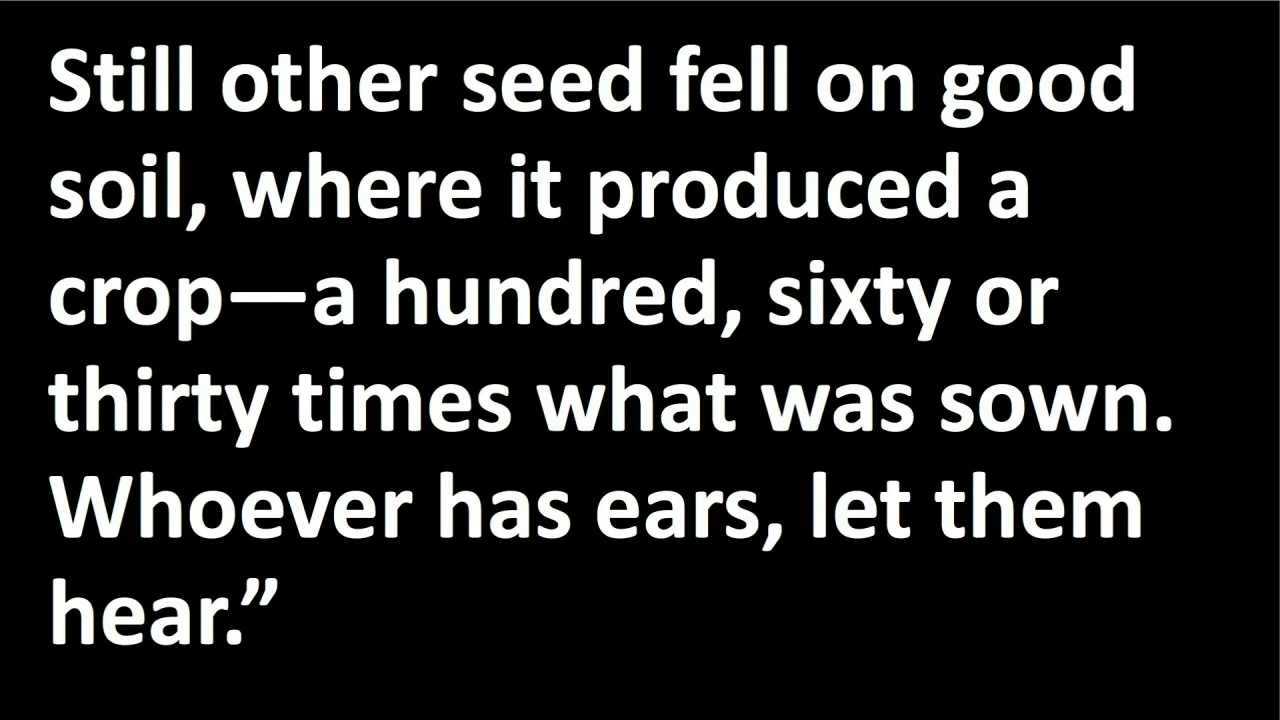 Still other seed fell on good
soil, where it produced a
crop—a hundred, sixty or
thirty times what was sown.
Whoever has ears, let them
hear.”